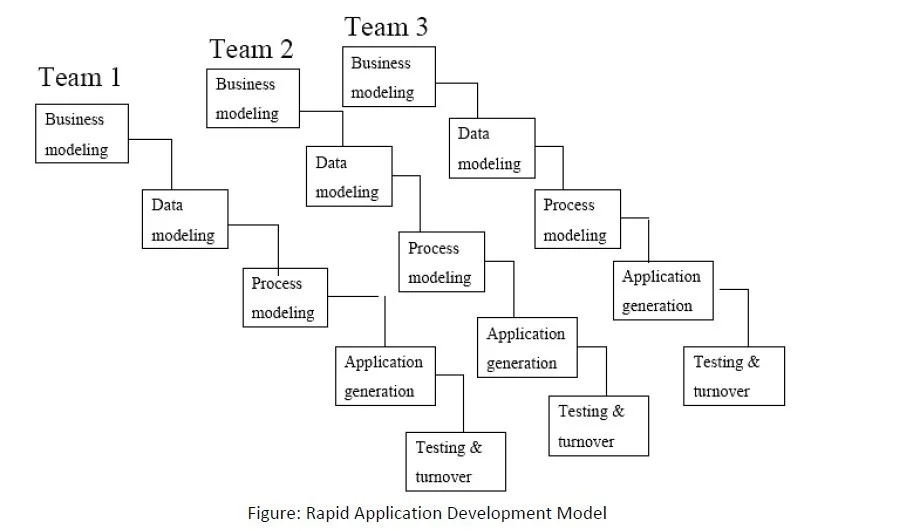 Team 1
Business
modeling
Data
modeling
Process
modeling
Application
generation
Testing &
turnover
Team 2
Business
modeling
Data
modeling
Process
modeling
Application
generation
Testing &
turnover
Team 3
Business
modeling
Data
modeling
Process
modeling
Application
generation
Testing &
turnover
Figure: Rapid Application Development Model